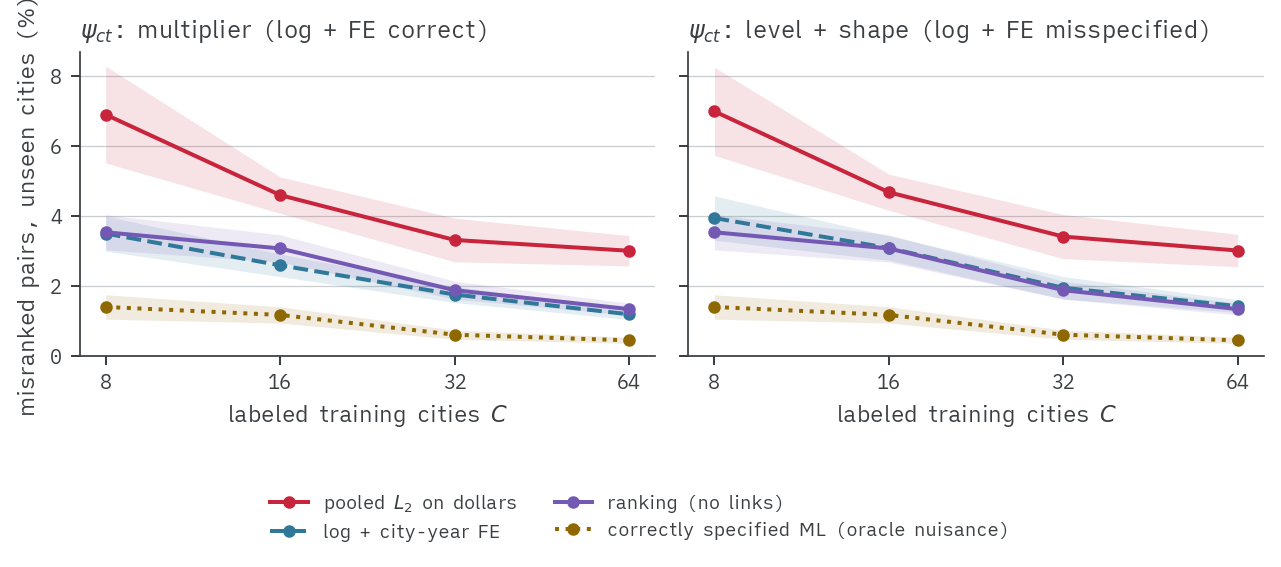 ψct: multiplier (log + FE correct)
ψct: level + shape (log + FE misspecified)
misranked pairs, unseen cities (%)
8
6
4
2
0
8 16 32 64
8 16 32 64
labeled training cities C
labeled training cities C
pooled L2 on dollars
log + city-year FE
ranking (no links)
correctly specified ML (oracle nuisance)